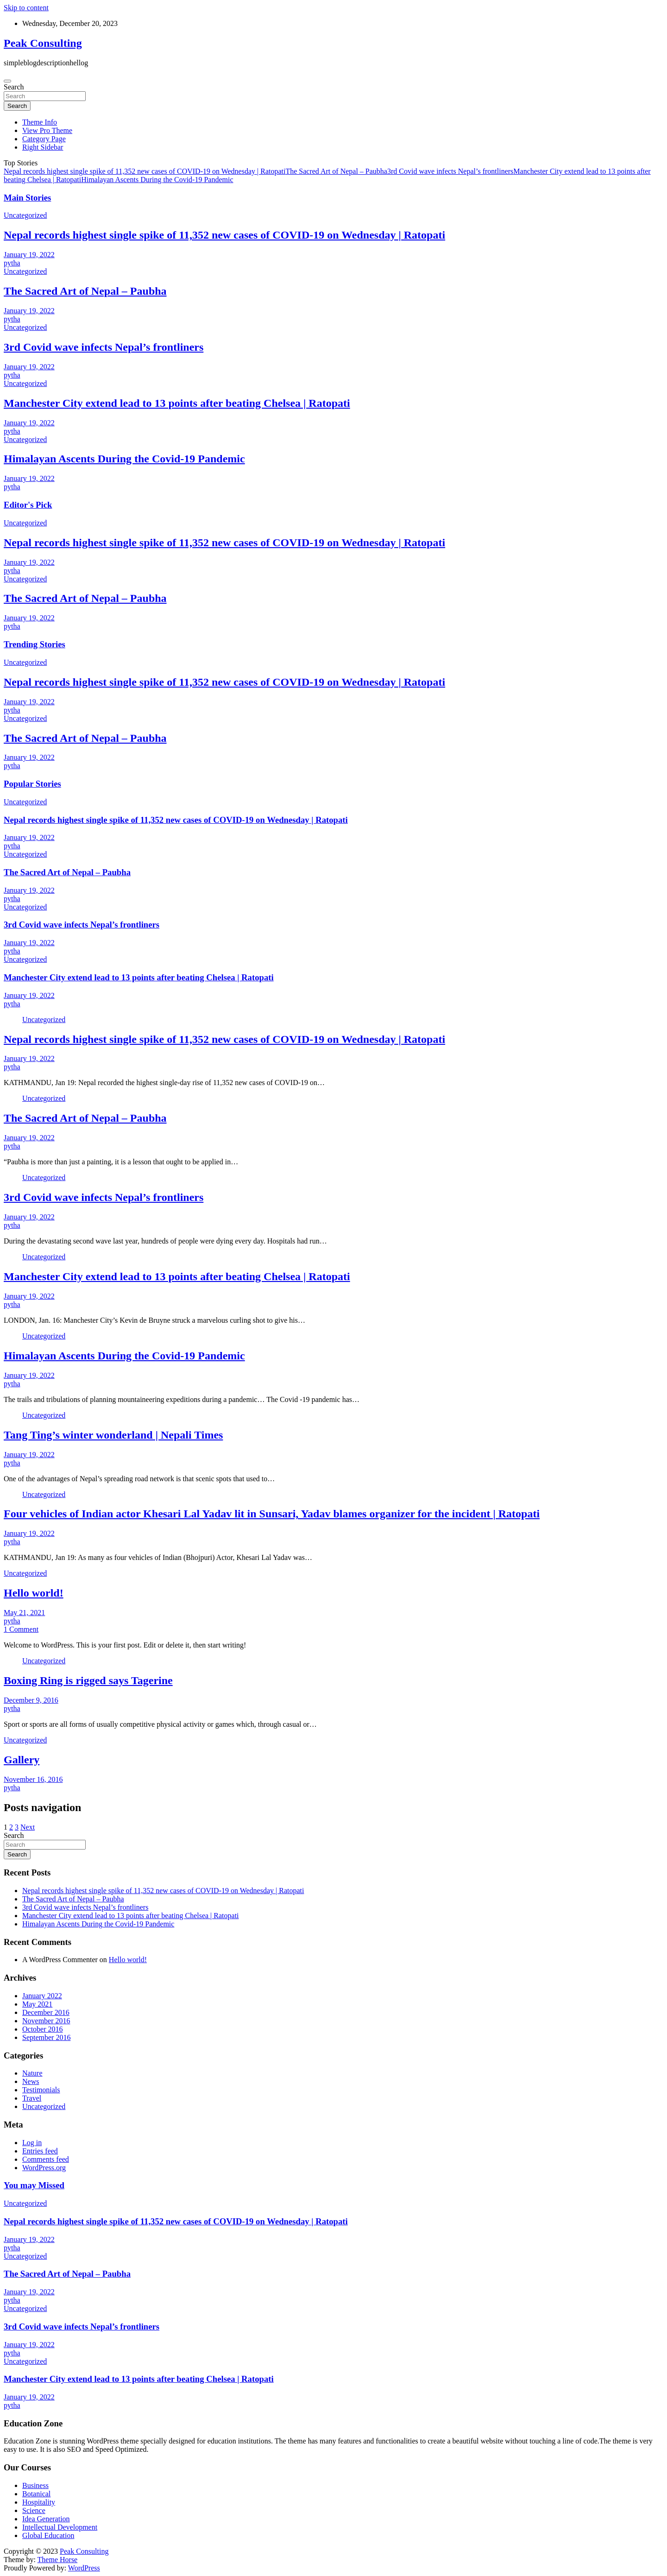 Skip to content
Wednesday, December 20, 2023
Peak Consulting
simpleblogdescriptionhellog
Search
Search
Search
Theme Info
View Pro Theme
Category Page
Right Sidebar
Top Stories
Nepal records highest single spike of 11,352 new cases of COVID-19 on Wednesday | RatopatiThe Sacred Art of Nepal – Paubha3rd Covid wave infects Nepal’s frontlinersManchester City extend lead to 13 points after
beating Chelsea | RatopatiHimalayan Ascents During the Covid-19 Pandemic
Main Stories
Uncategorized
Nepal records highest single spike of 11,352 new cases of COVID-19 on Wednesday | Ratopati
January 19, 2022
pytha
Uncategorized
The Sacred Art of Nepal – Paubha
January 19, 2022
pytha
Uncategorized
3rd Covid wave infects Nepal’s frontliners
January 19, 2022
pytha
Uncategorized
Manchester City extend lead to 13 points after beating Chelsea | Ratopati
January 19, 2022
pytha
Uncategorized
Himalayan Ascents During the Covid-19 Pandemic
January 19, 2022
pytha
Editor's Pick
Uncategorized
Nepal records highest single spike of 11,352 new cases of COVID-19 on Wednesday | Ratopati
January 19, 2022
pytha
Uncategorized
The Sacred Art of Nepal – Paubha
January 19, 2022
pytha
Trending Stories
Uncategorized
Nepal records highest single spike of 11,352 new cases of COVID-19 on Wednesday | Ratopati
January 19, 2022
pytha
Uncategorized
The Sacred Art of Nepal – Paubha
January 19, 2022
pytha
Popular Stories
Uncategorized
Nepal records highest single spike of 11,352 new cases of COVID-19 on Wednesday | Ratopati
January 19, 2022
pytha
Uncategorized
The Sacred Art of Nepal – Paubha
January 19, 2022
pytha
Uncategorized
3rd Covid wave infects Nepal’s frontliners
January 19, 2022
pytha
Uncategorized
Manchester City extend lead to 13 points after beating Chelsea | Ratopati
January 19, 2022
pytha
Uncategorized
Nepal records highest single spike of 11,352 new cases of COVID-19 on Wednesday | Ratopati
January 19, 2022
pytha
KATHMANDU, Jan 19: Nepal recorded the highest single-day rise of 11,352 new cases of COVID-19 on…
Uncategorized
The Sacred Art of Nepal – Paubha
January 19, 2022
pytha
“Paubha is more than just a painting, it is a lesson that ought to be applied in…
Uncategorized
3rd Covid wave infects Nepal’s frontliners
January 19, 2022
pytha
During the devastating second wave last year, hundreds of people were dying every day. Hospitals had run…
Uncategorized
Manchester City extend lead to 13 points after beating Chelsea | Ratopati
January 19, 2022
pytha
LONDON, Jan. 16: Manchester City’s Kevin de Bruyne struck a marvelous curling shot to give his…
Uncategorized
Himalayan Ascents During the Covid-19 Pandemic
January 19, 2022
pytha
The trails and tribulations of planning mountaineering expeditions during a pandemic… The Covid -19 pandemic has…
Uncategorized
Tang Ting’s winter wonderland | Nepali Times
January 19, 2022
pytha
One of the advantages of Nepal’s spreading road network is that scenic spots that used to…
Uncategorized
Four vehicles of Indian actor Khesari Lal Yadav lit in Sunsari, Yadav blames organizer for the incident | Ratopati
January 19, 2022
pytha
KATHMANDU, Jan 19: As many as four vehicles of Indian (Bhojpuri) Actor, Khesari Lal Yadav was…
Uncategorized
Hello world!
May 21, 2021
pytha
1 Comment
Welcome to WordPress. This is your first post. Edit or delete it, then start writing!
Uncategorized
Boxing Ring is rigged says Tagerine
December 9, 2016
pytha
Sport or sports are all forms of usually competitive physical activity or games which, through casual or…
Uncategorized
Gallery
November 16, 2016
pytha
Posts navigation
1 2 3 Next
Search
Search
Search
Recent Posts
Nepal records highest single spike of 11,352 new cases of COVID-19 on Wednesday | Ratopati
The Sacred Art of Nepal – Paubha
3rd Covid wave infects Nepal’s frontliners
Manchester City extend lead to 13 points after beating Chelsea | Ratopati
Himalayan Ascents During the Covid-19 Pandemic
Recent Comments
A WordPress Commenter on Hello world!
Archives
January 2022
May 2021
December 2016
November 2016
October 2016
September 2016
Categories
Nature
News
Testimonials
Travel
Uncategorized
Meta
Log in
Entries feed
Comments feed
WordPress.org
You may Missed
Uncategorized
Nepal records highest single spike of 11,352 new cases of COVID-19 on Wednesday | Ratopati
January 19, 2022
pytha
Uncategorized
The Sacred Art of Nepal – Paubha
January 19, 2022
pytha
Uncategorized
3rd Covid wave infects Nepal’s frontliners
January 19, 2022
pytha
Uncategorized
Manchester City extend lead to 13 points after beating Chelsea | Ratopati
January 19, 2022
pytha
Education Zone
Education Zone is stunning WordPress theme specially designed for education institutions. The theme has many features and functionalities to create a beautiful website without touching a line of code.The theme is very
easy to use. It is also SEO and Speed Optimized.
Our Courses
Business
Botanical
Hospitality
Science
Idea Generation
Intellectual Development
Global Education
Copyright © 2023 Peak Consulting
Theme by: Theme Horse
Proudly Powered by: WordPress